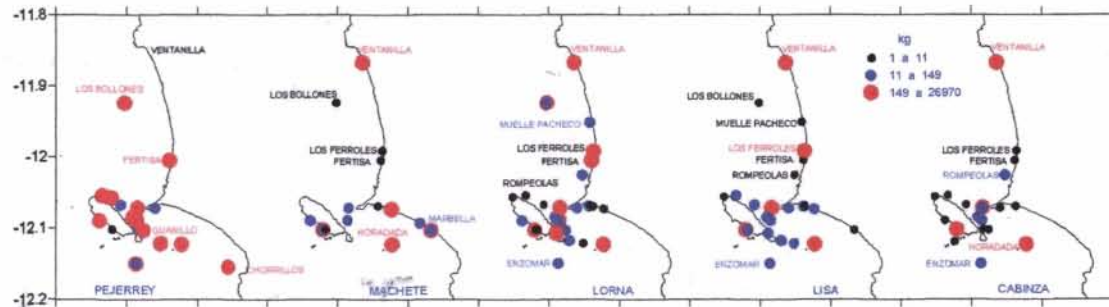 -11.8
VENTANILLA
VENTANILLA
VENTANILLA
VENTANILLA
VENTANILLA
kg
1 a 11
11 a 149
149 a 26970
-11.9
LOS BOLLONES
LOS BOLLONES
LOS BOLLONES
MUELLE PACHECO
MUELLE PACHECO
-12
FERTISA
LOS FERROLES
FERTISA
LOS FERROLES
FERTISA
LOS FERROLES
FERTISA
LOS FERROLES
FERTISA
ROMPEOLAS
ROMPEOLAS
ROMPEOLAS
-12.1
GUANILLO
HORADADA
MARBELLA
HORADADA
CHORRILLOS
ENZOMAR
ENZOMAR
ENZOMAR
-12.2
PEJERREY
MACHETE
LORNA
LISA
CABINZA